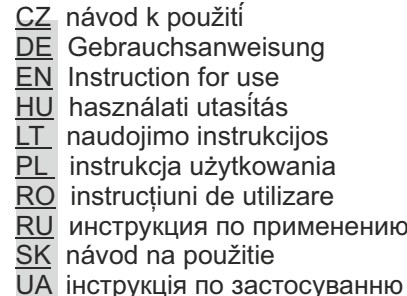 CZ návod k použití
DE Gebrauchsanweisung
EN Instruction for use
HU használati utasítás
LT naudojimo instrukcijos
PL instrukcja użytkowania
RO instrucțiuni de utilizare
RU инструкция по применению
SK návod na použitie
UA інструкція по застосуванню